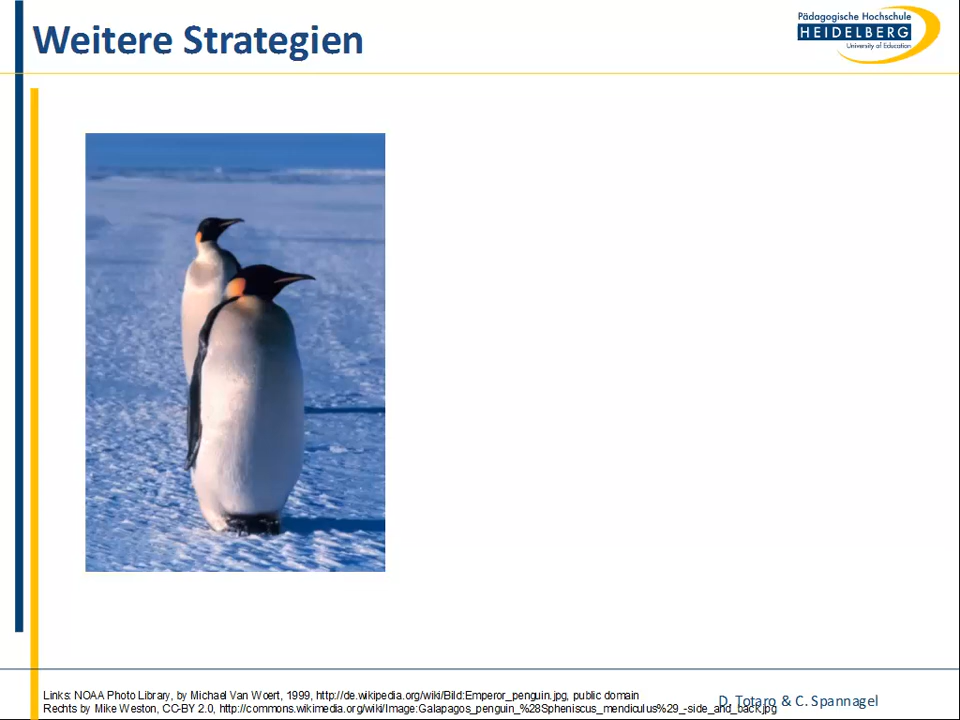 Weitere Strategien
Pädagogische Hochschule
HEIDELBERG
University of Education
Links: NOAA Photo Library, by Michael Van Woert, 1999, http://de.wikipedia.org/wiki/Bild:Emperor_penguin.jpg, public domain
Rechts by Mike Weston, CC-BY 2.0, http://commons.wikimedia.org/wiki/Image:Galapagos_penguin_%28Spheniscus_mendiculus%29_-side_and_back.jpg
D. Totaro & C. Spannagel